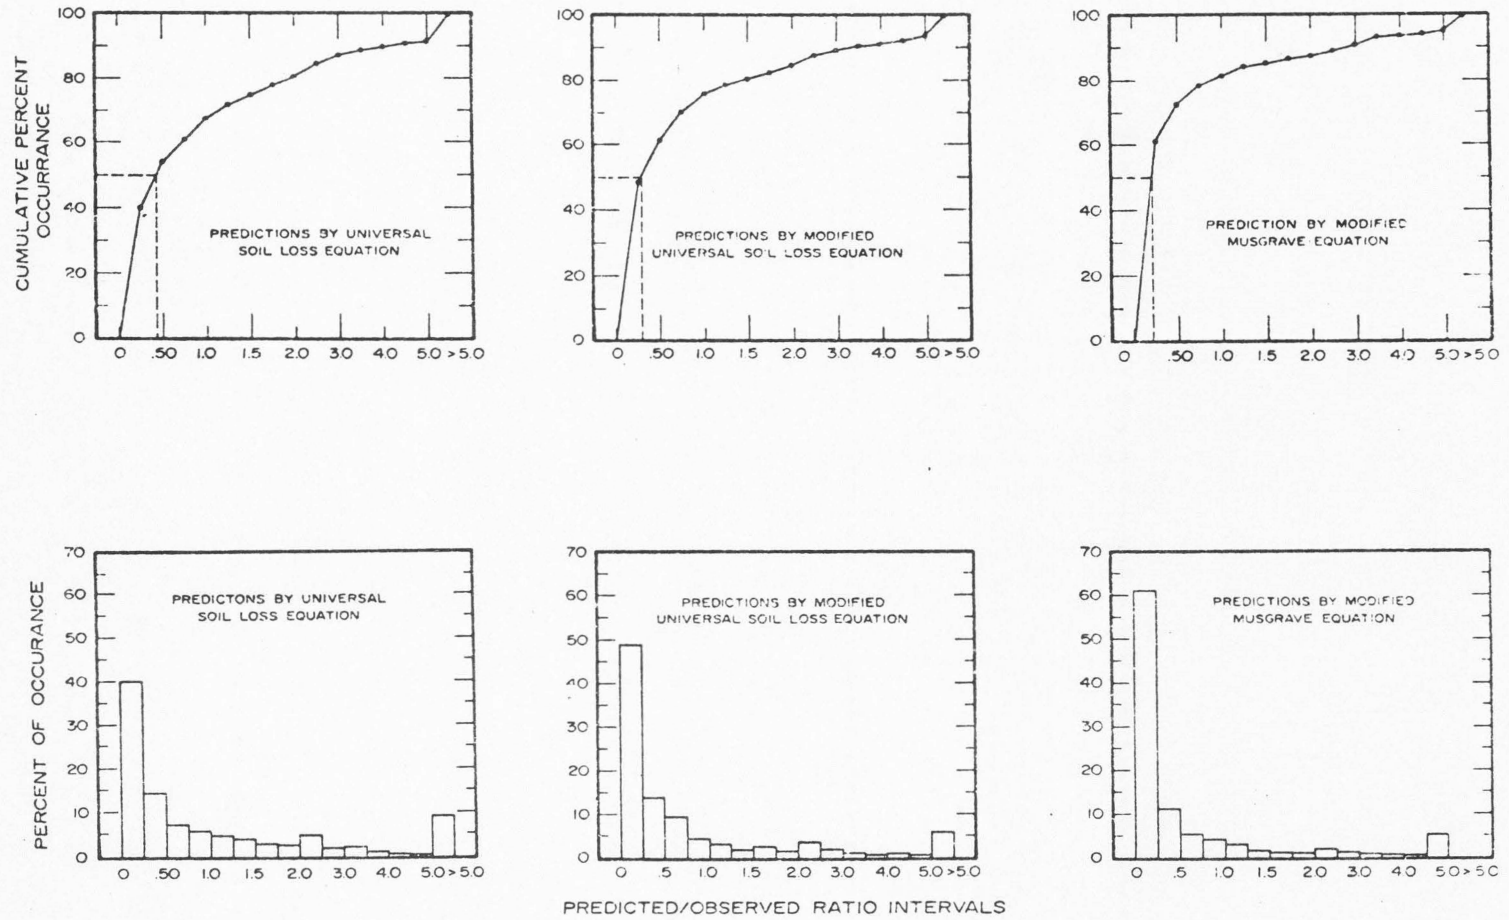 CUMULATIVE PERCENT
OCCURRANCE
100
80
60
40
20
0
PREDICTIONS BY UNIVERSAL
SOIL LOSS EQUATION
0 .50 1.0 1.5 2.0 3.0 4.0 5.0 >5.0
100
80
60
40
20
0
PREDICTIONS BY MODIFIED
UNIVERSAL SOIL LOSS EQUATION
0 .50 1.0 1.5 2.0 3.0 4.0 5.0 >5.0
100
80
60
40
20
0
PREDICTION BY MODIFIED
MUSGRAVE EQUATION
0 .50 1.0 1.5 2.0 3.0 4.0 5.0 >5.0
PERCENT OF OCCURANCE
70
60
50
40
30
20
10
0
PREDICTONS BY UNIVERSAL
SOIL LOSS EQUATION
0 .50 1.0 1.5 2.0 3.0 4.0 5.0 >5.0
70
60
50
40
30
20
10
0
PREDICTIONS BY MODIFIED
UNIVERSAL SOIL LOSS EQUATION
0 .5 1.0 1.5 2.0 3.0 4.0 5.0 >5.0
70
60
50
40
30
20
10
0
PREDICTIONS BY MODIFIED
MUSGRAVE EQUATION
0 .5 1.0 1.5 2.0 3.0 4.0 5.0 >5.0
PREDICTED/OBSERVED RATIO INTERVALS